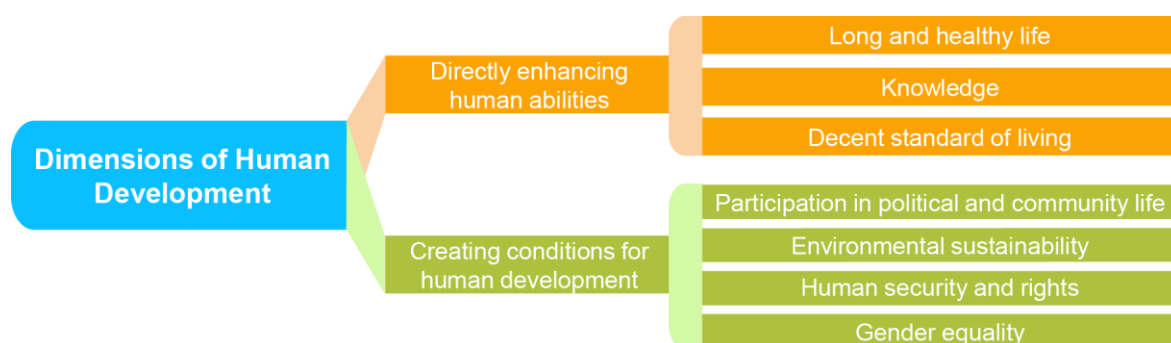 Dimensions of Human
Development
Directly enhancing
human abilities
Long and healthy life
Knowledge
Decent standard of living
Creating conditions for
human development
Participation in political and community life
Environmental sustainability
Human security and rights
Gender equality